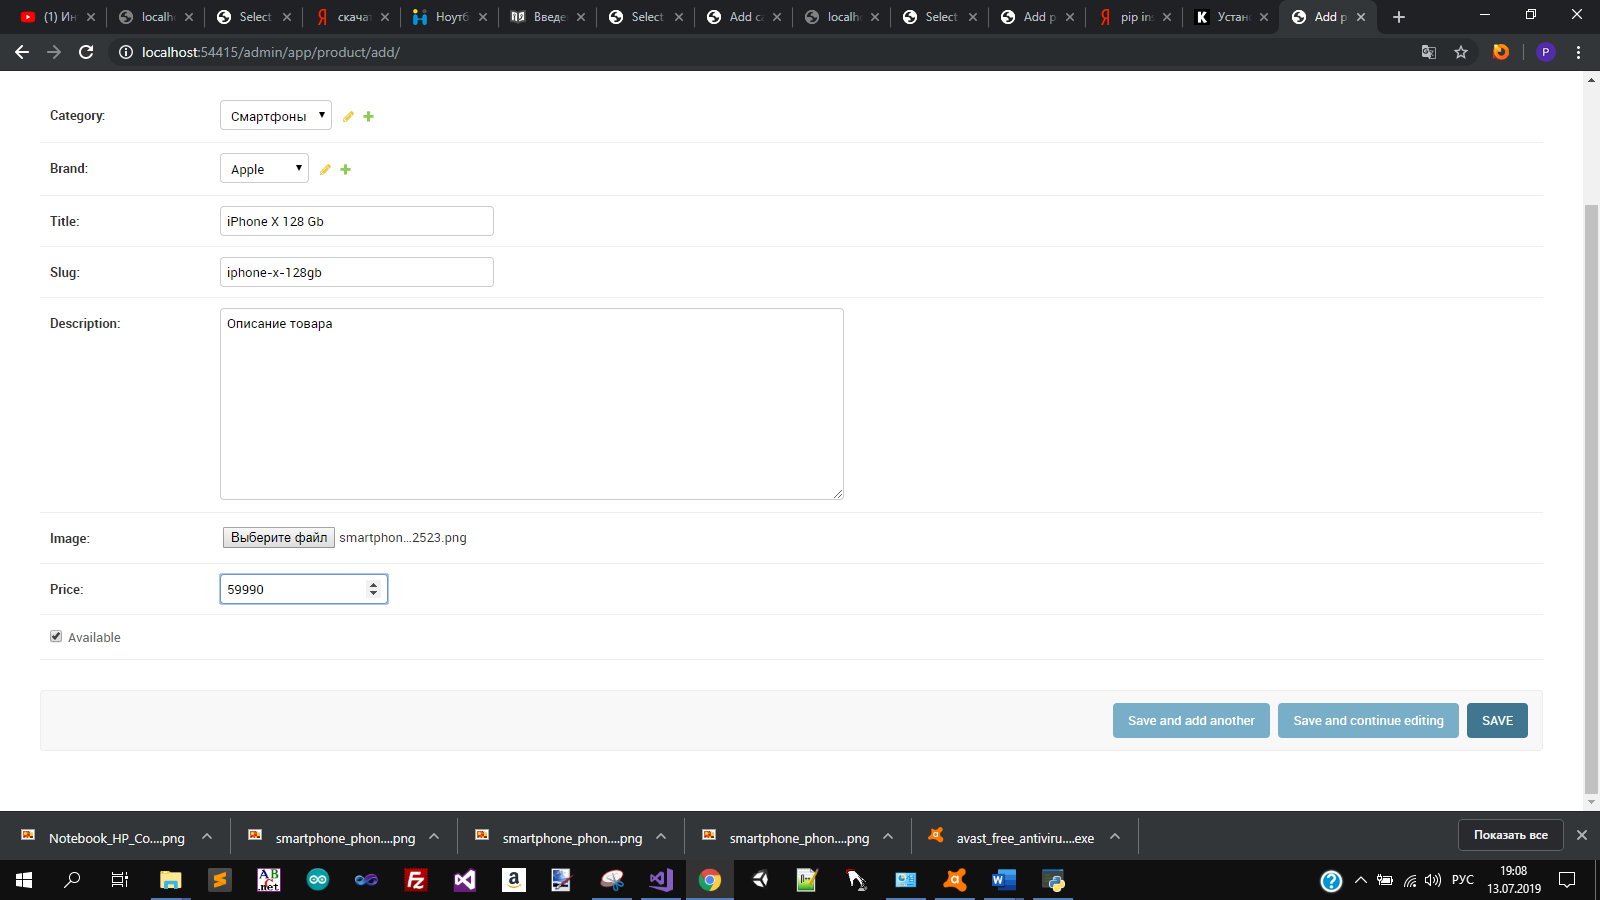 (1) Ин
localh
Select
скачат
Ноутб
Введе
Select
Add ca
localh
Select
Add p
pip ins
Устан
Add p
localhost:54415/admin/app/product/add/
P
Category:
Смартфоны
Brand:
Apple
Title:
iPhone X 128 Gb
Slug:
iphone-x-128gb
Description:
Описание товара
Image:
Выберите файл smartphon...2523.png
Price:
59990
Available
Save and add another
Save and continue editing
SAVE
Notebook_HP_Co....png
smartphone_phon....png
smartphone_phon....png
smartphone_phon....png
avast_free_antiviru....exe
Показать все
РУС
19:08
13.07.2019